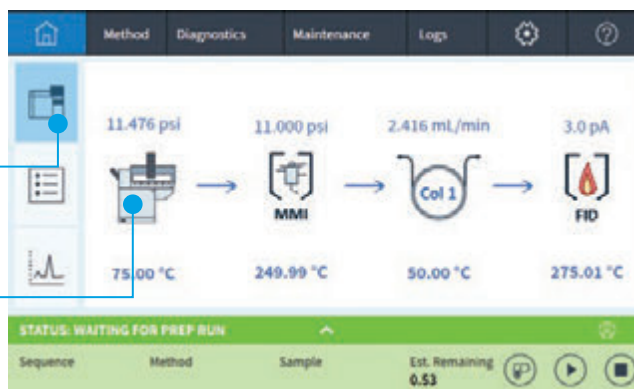 Method Diagnostics Maintenance Logs
11.476 psi 11.000 psi 2.416 mL/min 3.0 pA
Col 1
MMI FID
75.00 °C 249.99 °C 50.00 °C 275.01 °C
STATUS: WAITING FOR PREP RUN
Sequence Method Sample Est. Remaining
0.53